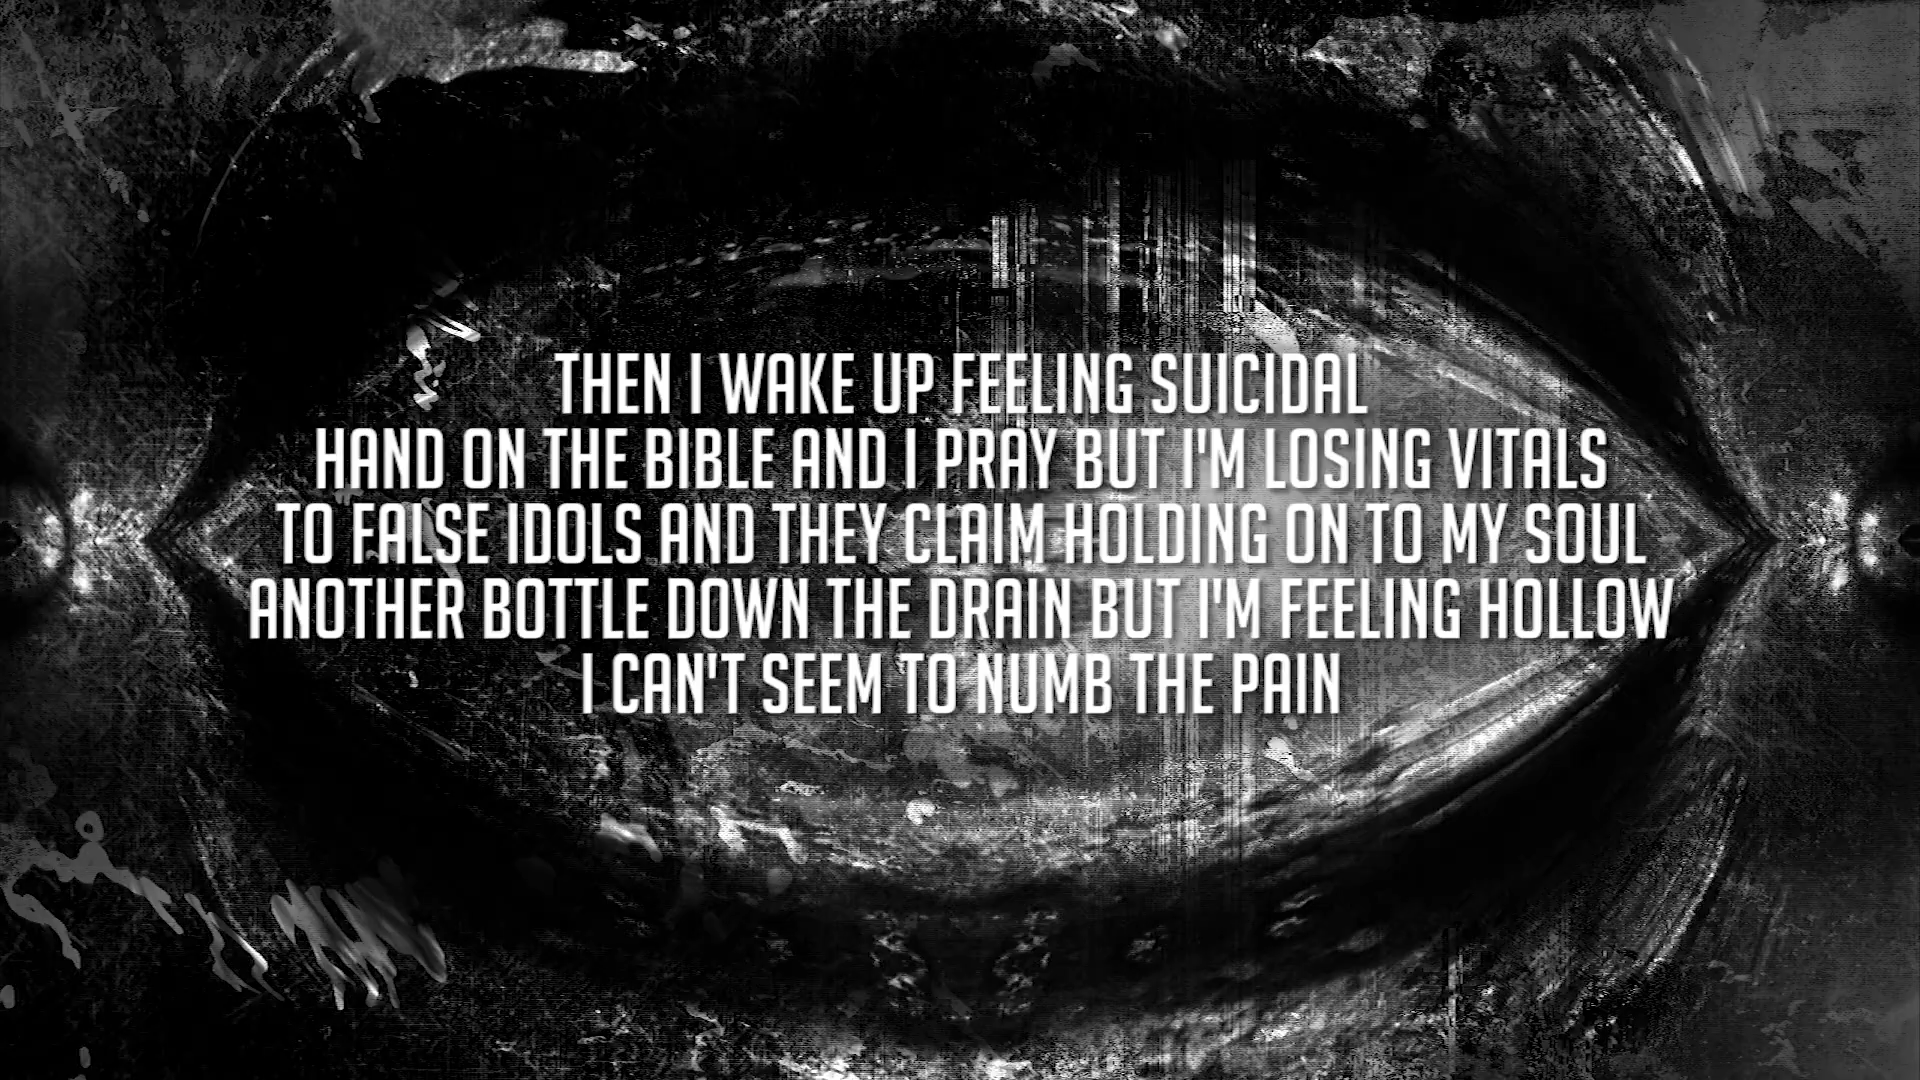 THEN I WAKE UP FEELING SUICIDAL
HAND ON THE BIBLE AND I PRAY BUT I'M LOSING VITALS
TO FALSE IDOLS AND THEY CLAIM HOLDING ON TO MY SOUL
ANOTHER BOTTLE DOWN THE DRAIN BUT I'M FEELING HOLLOW
I CAN'T SEEM TO NUMB THE PAIN